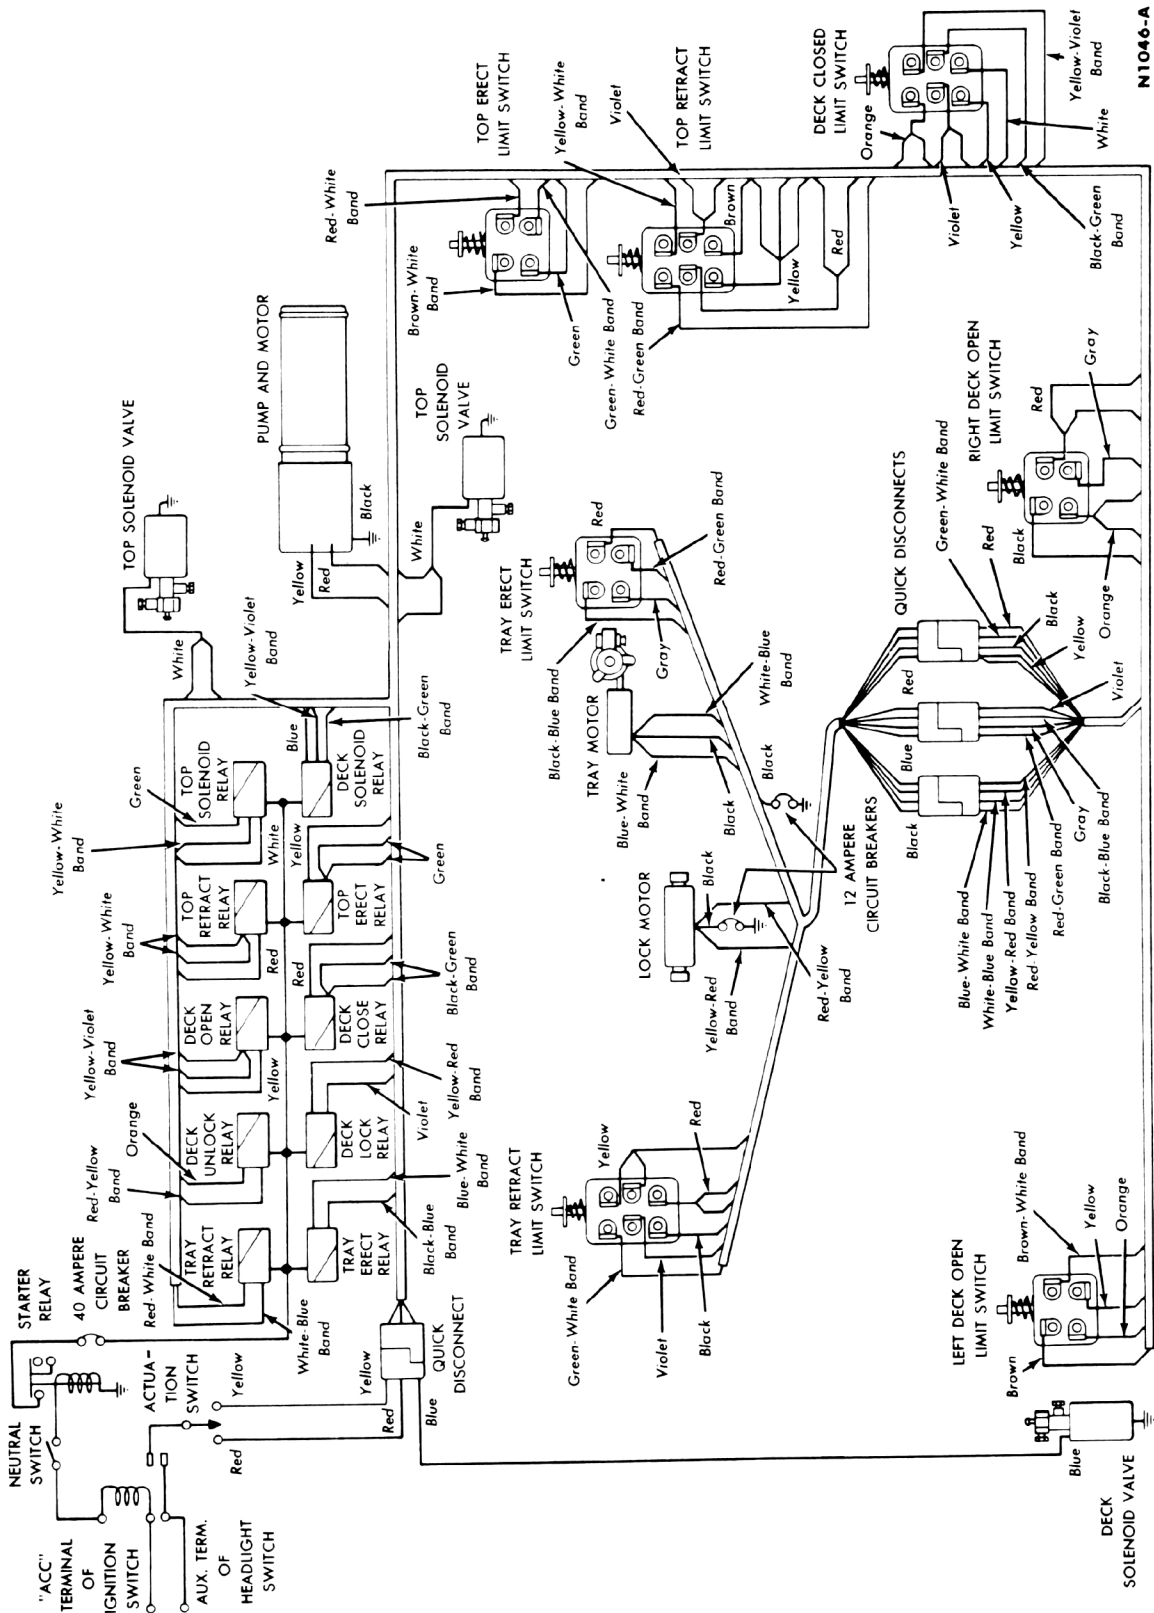 "ACC"
TERMINAL
OF
IGNITION
SWITCH
AUX. TERM.
OF
HEADLIGHT
SWITCH
NEUTRAL
SWITCH
STARTER
RELAY
40 AMPERE
CIRCUIT
BREAKER
ACTUA-
TION
SWITCH
Yellow
Red
Yellow
Red
Blue
QUICK
DISCONNECT
Red-White Band
White-Blue
Band
TRAY
RETRACT
RELAY
TRAY
ERECT
RELAY
Black-Blue
Band
Blue-White
Band
Red-Yellow
Band
Orange
DECK
UNLOCK
RELAY
DECK
LOCK
RELAY
Violet
Yellow-Red
Band
Yellow-Violet
Band
DECK
OPEN
RELAY
Yellow
DECK
CLOSE
RELAY
Red
Black-Green
Band
Yellow-White
Band
TOP
RETRACT
RELAY
Red
TOP
ERECT
RELAY
Yellow
Green
Yellow-White
Band
Green
TOP
SOLENOID
RELAY
White
DECK
SOLENOID
RELAY
Blue
Yellow-Violet
Band
Black-Green
Band
White
TOP SOLENOID VALVE
PUMP AND MOTOR
Yellow
Red
Black
White
TOP
SOLENOID
VALVE
Red-White
Band
Brown-White
Band
TOP ERECT
LIMIT SWITCH
Green
Green-White Band
Red-Green Band
Yellow-White
Band
Violet
TOP RETRACT
LIMIT SWITCH
Brown
Yellow
Red
DECK CLOSED
LIMIT SWITCH
Orange
Violet
Yellow
Black-Green
Band
White
Yellow-Violet
Band
TRAY RETRACT
LIMIT SWITCH
Yellow
Red
Green-White Band
Violet
Black
LOCK MOTOR
Black
Yellow-Red
Band
Red-Yellow
Band
12 AMPERE
CIRCUIT BREAKERS
TRAY MOTOR
Blue-White
Band
Black
White-Blue
Band
Black
TRAY ERECT
LIMIT SWITCH
Red
Black-Blue Band
Gray
Red-Green Band
QUICK DISCONNECTS
Black
Blue
Red
Blue-White Band
White-Blue Band
Yellow-Red Band
Red-Yellow Band
Red-Green Band
Gray
Black-Blue Band
Violet
Green-White Band
Red
Black
Yellow
RIGHT DECK OPEN
LIMIT SWITCH
Red
Gray
Black
Orange
LEFT DECK OPEN
LIMIT SWITCH
Brown-White Band
Yellow
Orange
Brown
Blue
DECK
SOLENOID VALVE
N1046-A